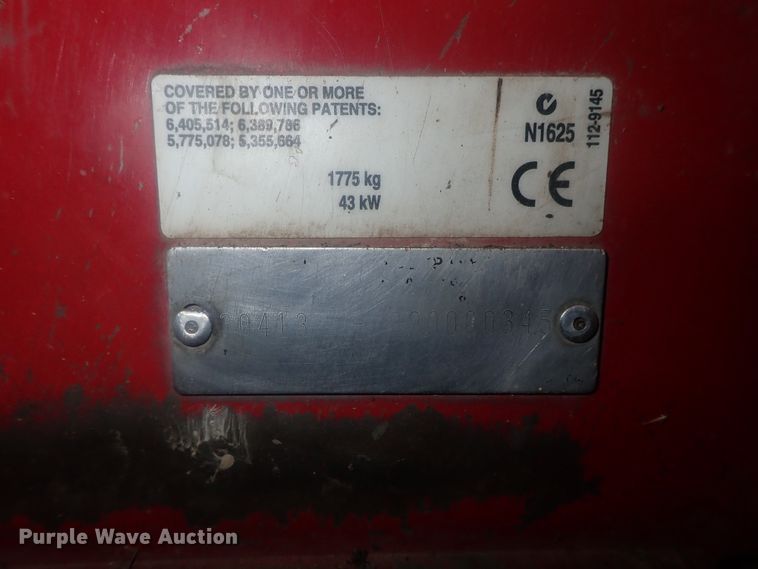 COVERED BY ONE OR MORE
OF THE FOLLOWING PATENTS:
6,405,514; 6,389,786
5,775,078; 5,355,664
1775 kg
43 kW
N1625
CE
112-9145
Purple Wave Auction